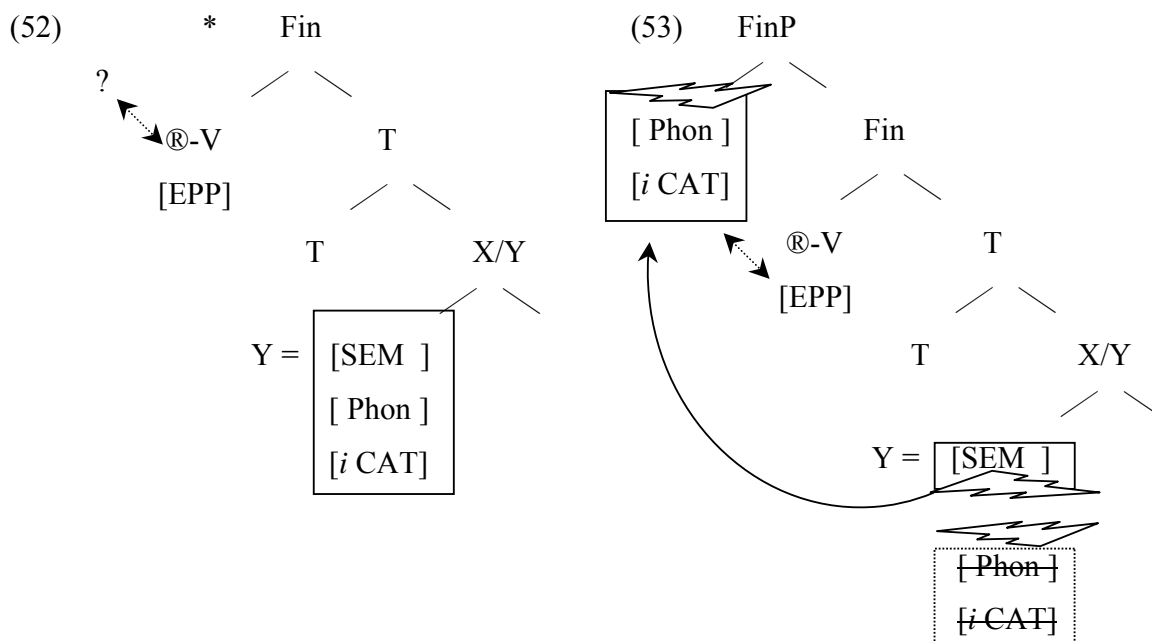 (52) * Fin
?
®-V T
[EPP]
T X/Y
Y = [SEM ]
[ Phon ]
[i CAT]
(53) FinP
[ Phon ]
[i CAT]
Fin
®-V T
[EPP]
T X/Y
Y = [SEM ]
[ Phon ]
[i CAT]